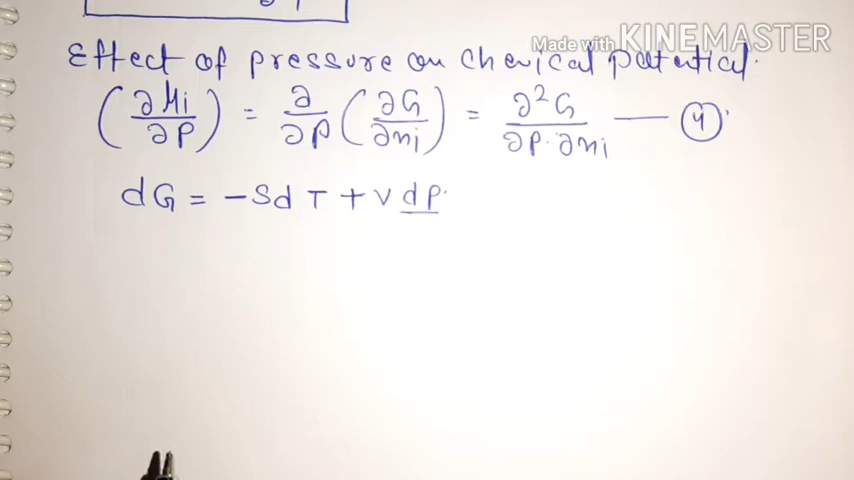 Made with KINEMASTER
Effect of pressure on chemical potential.
(∂μi/∂P) = ∂/∂P (∂G/∂ni) = ∂²G/∂P·∂ni — (4)
dG = -SdT + VdP